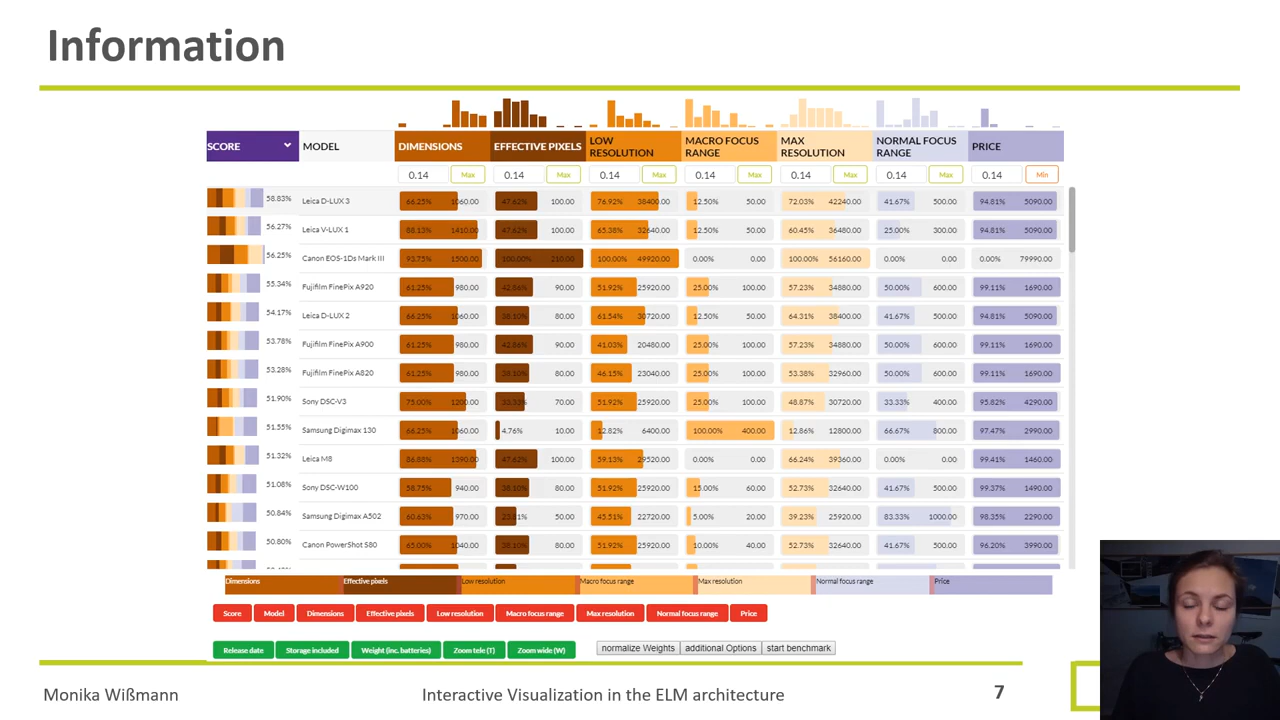 Information
SCORE MODEL DIMENSIONS EFFECTIVE PIXELS LOW RESOLUTION MACRO FOCUS RANGE MAX RESOLUTION NORMAL FOCUS RANGE PRICE
0.14 Max 0.14 Max 0.14 Max 0.14 Max 0.14 Max 0.14 Max 0.14 Min
58.83% Leica D-LUX 3 66.25% 1060.00 47.62% 100.00 76.92% 38400.00 12.50% 50.00 72.03% 42240.00 41.67% 500.00 94.81% 5090.00
56.27% Leica V-LUX 1 88.13% 1410.00 47.62% 100.00 65.38% 32640.00 12.50% 50.00 60.45% 36480.00 25.00% 300.00 94.81% 5090.00
56.25% Canon EOS-1Ds Mark III 93.75% 1500.00 100.00% 210.00 100.00% 49920.00 0.00% 0.00 100.00% 56160.00 0.00% 0.00 0.00% 79990.00
55.34% Fujifilm FinePix A920 61.25% 980.00 42.86% 90.00 51.92% 25920.00 25.00% 100.00 57.23% 34880.00 50.00% 600.00 99.11% 1690.00
54.17% Leica D-LUX 2 66.25% 1060.00 38.10% 80.00 61.54% 30720.00 12.50% 50.00 64.31% 38400.00 41.67% 500.00 94.81% 5090.00
53.78% Fujifilm FinePix A900 61.25% 980.00 42.86% 90.00 41.03% 20480.00 25.00% 100.00 57.23% 34880.00 50.00% 600.00 99.11% 1690.00
53.28% Fujifilm FinePix A820 61.25% 980.00 38.10% 80.00 46.15% 23040.00 25.00% 100.00 53.38% 32960.00 50.00% 600.00 99.11% 1690.00
51.90% Sony DSC-V3 75.00% 1200.00 33.33% 70.00 51.92% 25920.00 25.00% 100.00 48.87% 30720.00 33.33% 400.00 95.82% 4290.00
51.55% Samsung Digimax 130 66.25% 1060.00 4.76% 10.00 12.82% 6400.00 100.00% 400.00 12.86% 12800.00 66.67% 800.00 97.47% 2990.00
51.32% Leica M8 86.88% 1390.00 47.62% 100.00 59.13% 29520.00 0.00% 0.00 66.24% 39360.00 0.00% 0.00 99.41% 1460.00
51.08% Sony DSC-W100 58.75% 940.00 38.10% 80.00 51.92% 25920.00 15.00% 60.00 52.73% 32640.00 41.67% 500.00 99.37% 1490.00
50.84% Samsung Digimax A502 60.63% 970.00 23.81% 50.00 45.51% 22720.00 5.00% 20.00 39.23% 25920.00 83.33% 1000.00 98.35% 2290.00
50.80% Canon PowerShot S80 65.00% 1040.00 38.10% 80.00 51.92% 25920.00 10.00% 40.00 52.73% 32640.00 41.67% 500.00 96.20% 3990.00
Dimensions Effective pixels Low resolution Macro focus range Max resolution Normal focus range Price
Score Model Dimensions Effective pixels Low resolution Macro focus range Max resolution Normal focus range Price
Release date Storage included Weight (inc. batteries) Zoom tele (T) Zoom wide (W) normalize Weights additional Options start benchmark
Monika Wißmann Interactive Visualization in the ELM architecture 7